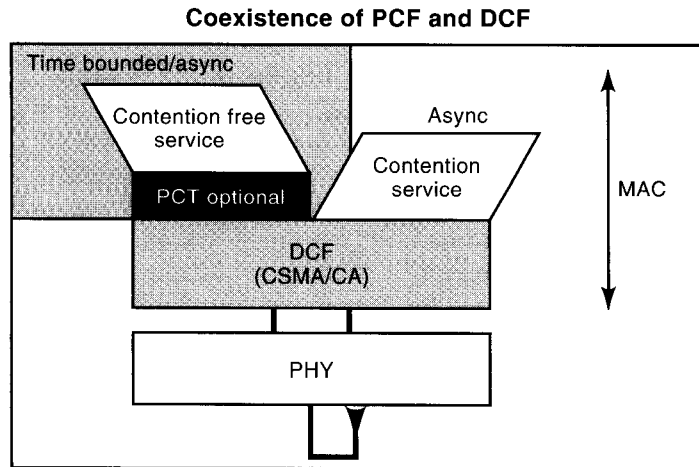 Coexistence of PCF and DCF
Time bounded/async
Contention free
service
Async
Contention
service
PCT optional
MAC
DCF
(CSMA/CA)
PHY